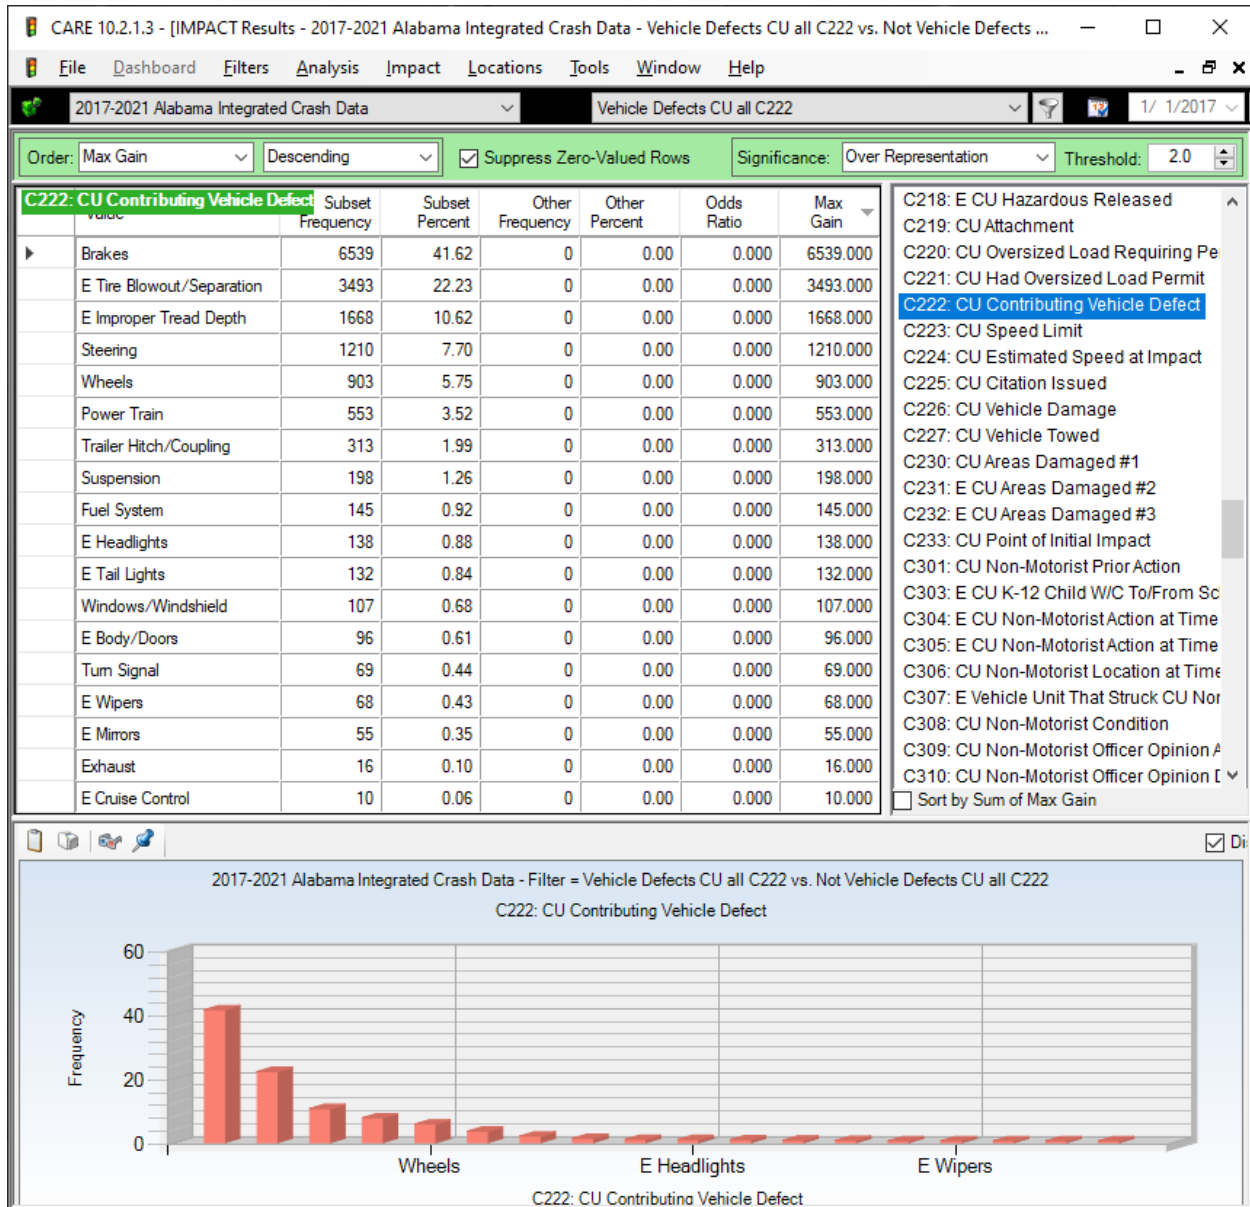 CARE 10.2.1.3 - [IMPACT Results - 2017-2021 Alabama Integrated Crash Data - Vehicle Defects CU all C222 vs. Not Vehicle Defects ...
File Dashboard Filters Analysis Impact Locations Tools Window Help
2017-2021 Alabama Integrated Crash Data Vehicle Defects CU all C222 1/ 1/2017
Order: Max Gain Descending Suppress Zero-Valued Rows Significance: Over Representation Threshold: 2.0
C222: CU Contributing Vehicle Defect
Value Subset Frequency Subset Percent Other Frequency Other Percent Odds Ratio Max Gain
Brakes 6539 41.62 0 0.00 0.000 6539.000
E Tire Blowout/Separation 3493 22.23 0 0.00 0.000 3493.000
E Improper Tread Depth 1668 10.62 0 0.00 0.000 1668.000
Steering 1210 7.70 0 0.00 0.000 1210.000
Wheels 903 5.75 0 0.00 0.000 903.000
Power Train 553 3.52 0 0.00 0.000 553.000
Trailer Hitch/Coupling 313 1.99 0 0.00 0.000 313.000
Suspension 198 1.26 0 0.00 0.000 198.000
Fuel System 145 0.92 0 0.00 0.000 145.000
E Headlights 138 0.88 0 0.00 0.000 138.000
E Tail Lights 132 0.84 0 0.00 0.000 132.000
Windows/Windshield 107 0.68 0 0.00 0.000 107.000
E Body/Doors 96 0.61 0 0.00 0.000 96.000
Turn Signal 69 0.44 0 0.00 0.000 69.000
E Wipers 68 0.43 0 0.00 0.000 68.000
E Mirrors 55 0.35 0 0.00 0.000 55.000
Exhaust 16 0.10 0 0.00 0.000 16.000
E Cruise Control 10 0.06 0 0.00 0.000 10.000
C218: E CU Hazardous Released
C219: CU Attachment
C220: CU Oversized Load Requiring Pe
C221: CU Had Oversized Load Permit
C222: CU Contributing Vehicle Defect
C223: CU Speed Limit
C224: CU Estimated Speed at Impact
C225: CU Citation Issued
C226: CU Vehicle Damage
C227: CU Vehicle Towed
C230: CU Areas Damaged #1
C231: E CU Areas Damaged #2
C232: E CU Areas Damaged #3
C233: CU Point of Initial Impact
C301: CU Non-Motorist Prior Action
C303: E CU K-12 Child W/C To/From Sc
C304: E CU Non-Motorist Action at Time
C305: E CU Non-Motorist Action at Time
C306: CU Non-Motorist Location at Time
C307: E Vehicle Unit That Struck CU Nor
C308: CU Non-Motorist Condition
C309: CU Non-Motorist Officer Opinion A
C310: CU Non-Motorist Officer Opinion D
Sort by Sum of Max Gain
Di
2017-2021 Alabama Integrated Crash Data - Filter = Vehicle Defects CU all C222 vs. Not Vehicle Defects CU all C222
C222: CU Contributing Vehicle Defect
Frequency
60
40
20
0
Wheels E Headlights E Wipers
C222: CU Contributing Vehicle Defect